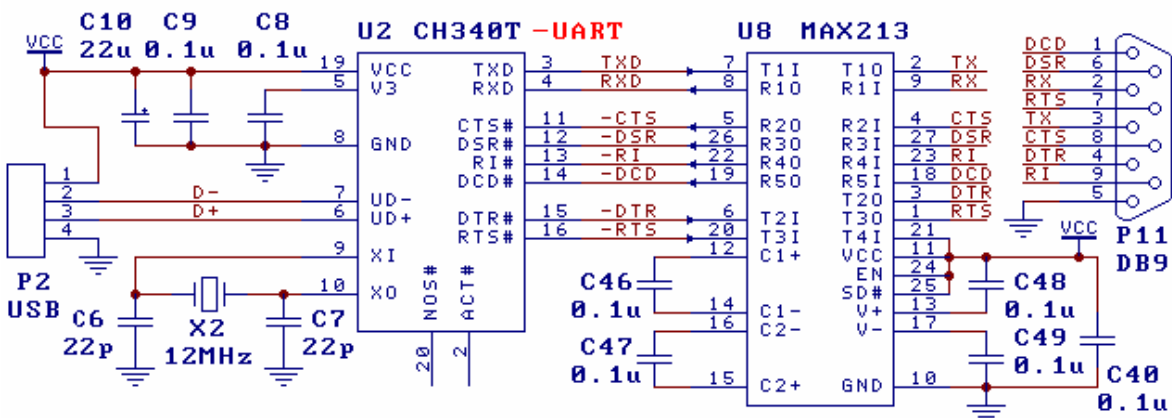 C10 C9 C8
22u 0.1u 0.1u
VCC
U2 CH340T -UART
U8 MAX213
19 VCC TXD 3 TXD 7 T1I T1O 2 TX
5 V3 RXD 4 RXD 8 R1O R1I 9 RX
8 GND CTS# 11 -CTS 5 R2O R2I 4 CTS
DSR# 12 -DSR 26 R3O R3I 27 DSR
RI# 13 -RI 22 R4O R4I 23 RI
DCD# 14 -DCD 19 R5O R5I 18 DCD
T2O 3 DTR
DTR# 15 -DTR 6 T2I T3O 1 RTS
RTS# 16 -RTS 20 T3I T4I 21
12 C1+ VCC 11
EN 24
SD# 25
14 C1- V+ 13
16 C2- V- 17
15 C2+ GND 10
1
2 D- 7 UD-
3 D+ 6 UD+
4
9 XI
10 XO
NOS# 20
ACT# 2
P2
USB
C6
22p
X2
12MHz
C7
22p
C46
0.1u
C47
0.1u
VCC
C48
0.1u
C49
0.1u
C40
0.1u
DCD 1
DSR 6
RX 2
RTS 7
TX 3
CTS 8
DTR 4
RI 9
5
P11
DB9